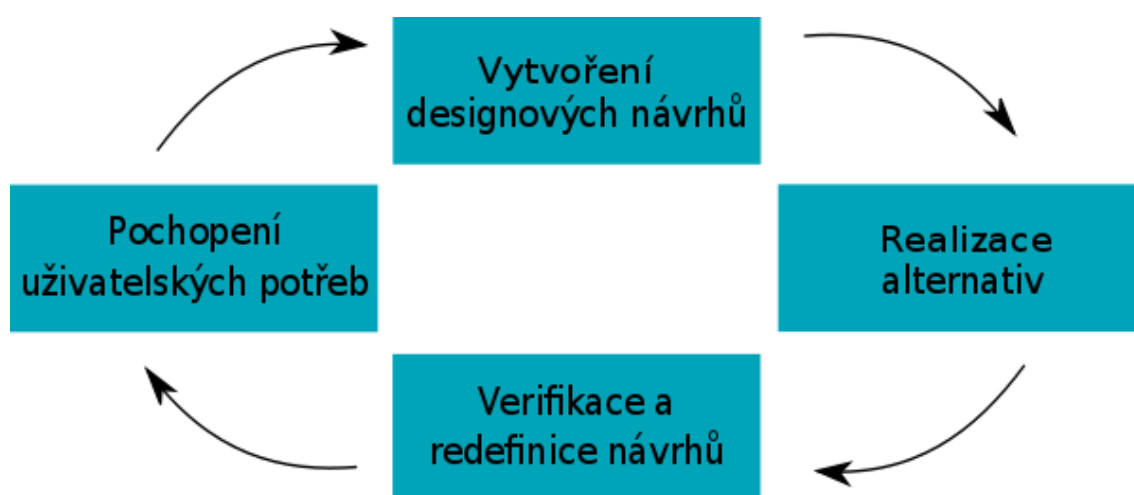 Vytvoření
designových návrhů
Pochopení
uživatelských potřeb
Realizace
alternativ
Verifikace a
redefinice návrhů